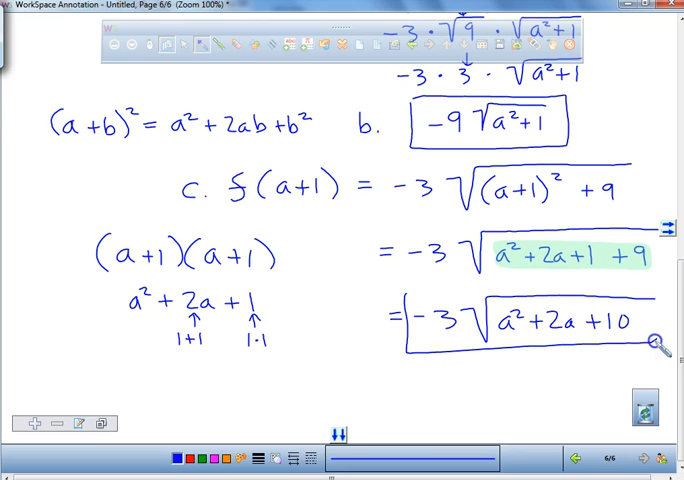 WorkSpace Annotation - Untitled, Page 6/6 (Zoom 100%) *
-3 · √9 · √a²+1
-3 · 3 · √a²+1
(a+b)² = a² + 2ab + b² b. -9√a²+1
c. f(a+1) = -3 √(a+1)² + 9
(a+1)(a+1) = -3 √a²+2a+1 +9
a² + 2a + 1 = -3 √a²+2a+10
1+1 1·1
6/6